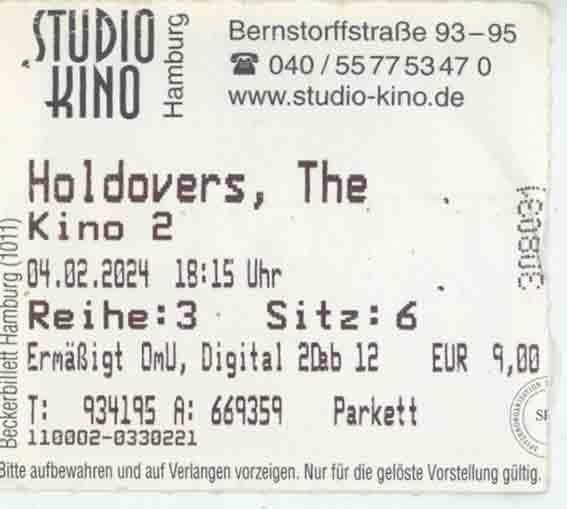 STUDIO
KINO
Hamburg
Bernstorffstraße 93–95
☎ 040 / 55 77 53 47 0
www.studio-kino.de
Holdovers, The
Kino 2
04.02.2024 18:15 Uhr
Reihe:3 Sitz:6
Ermäßigt OmU, Digital 2Dab 12 EUR 9,00
T: 934195 A: 669359 Parkett
110002-0330221
Bitte aufbewahren und auf Verlangen vorzeigen. Nur für die gelöste Vorstellung gültig.
Beckerbillett Hamburg (1011)